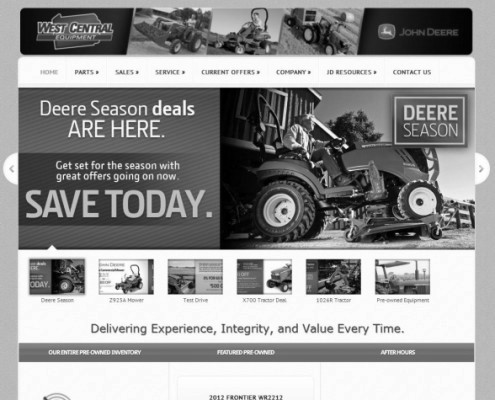 WEST CENTRAL
EQUIPMENT
JOHN DEERE
HOME PARTS » SALES » SERVICE » CURRENT OFFERS » COMPANY » JD RESOURCES » CONTACT US
Deere Season deals
ARE HERE.
Get set for the season with
great offers going on now.
SAVE TODAY.
DEERE
SEASON
Deere Season Z925A Mower Test Drive X700 Tractor Deal 1026R Tractor Pre-owned Equipment
Delivering Experience, Integrity, and Value Every Time.
OUR ENTIRE PRE OWNED INVENTORY FEATURED PRE-OWNED AFTER HOURS
2012 FRONTIER WR2212